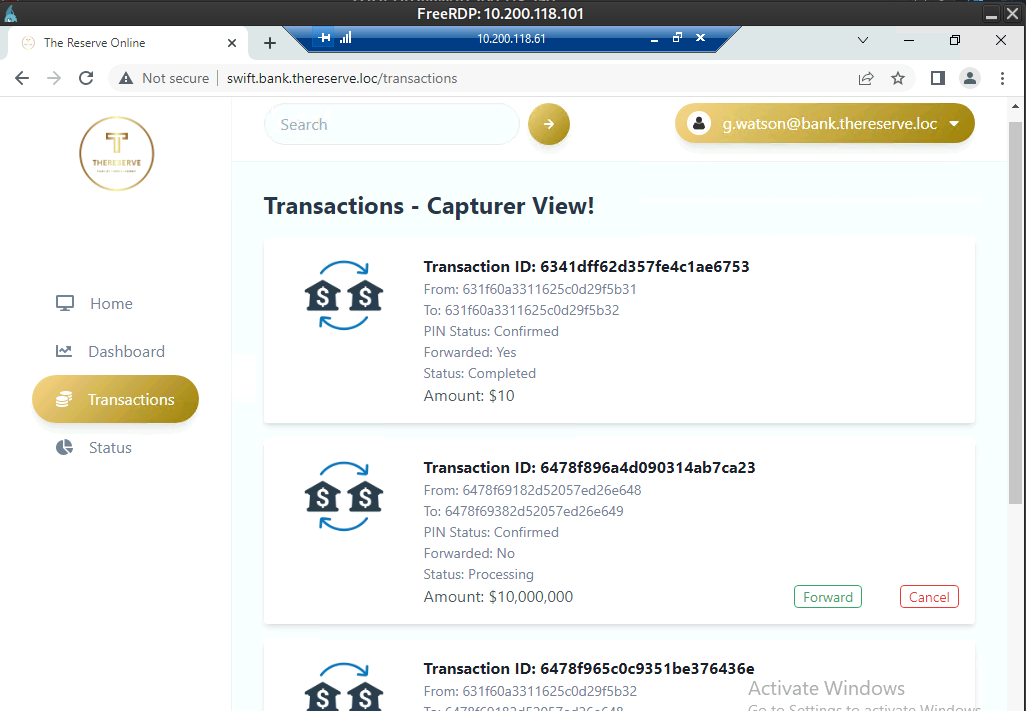 FreeRDP: 10.200.118.101
The Reserve Online
10.200.118.61
Not secure
swift.bank.thereserve.loc/transactions
THERESERVE
Search
g.watson@bank.thereserve.loc
Home
Dashboard
Transactions
Status
Transactions - Capturer View!
Transaction ID: 6341dff62d357fe4c1ae6753
From: 631f60a3311625c0d29f5b31
To: 631f60a3311625c0d29f5b32
PIN Status: Confirmed
Forwarded: Yes
Status: Completed
Amount: $10
Transaction ID: 6478f896a4d090314ab7ca23
From: 6478f69182d52057ed26e648
To: 6478f69382d52057ed26e649
PIN Status: Confirmed
Forwarded: No
Status: Processing
Amount: $10,000,000
Forward
Cancel
Transaction ID: 6478f965c0c9351be376436e
From: 631f60a3311625c0d29f5b32
Activate Windows
Go to Settings to activate Windows